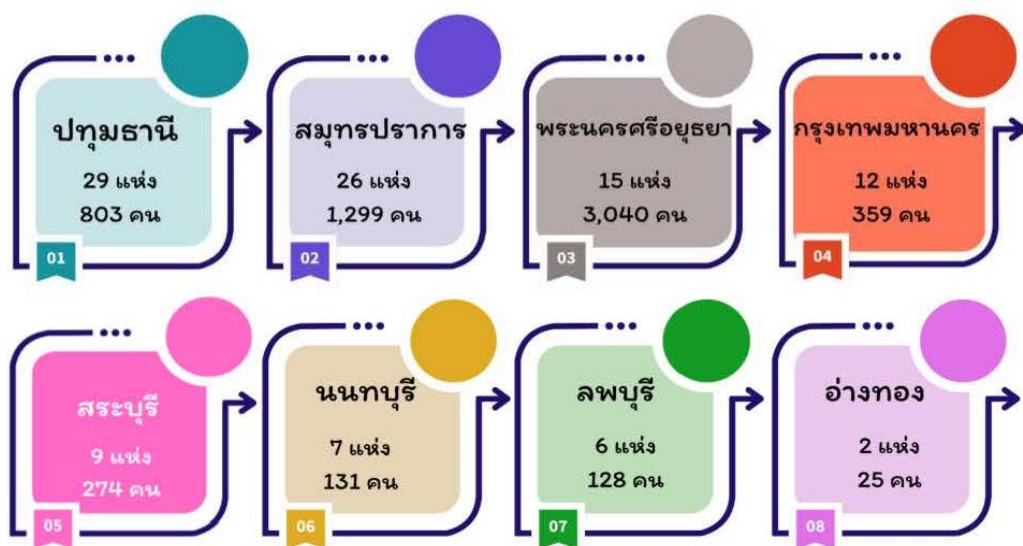 ปทุมธานี
29 แห่ง
803 คน
01
สมุทรปราการ
26 แห่ง
1,299 คน
02
พระนครศรีอยุธยา
15 แห่ง
3,040 คน
03
กรุงเทพมหานคร
12 แห่ง
359 คน
04
สระบุรี
9 แห่ง
274 คน
05
นนทบุรี
7 แห่ง
131 คน
06
ลพบุรี
6 แห่ง
128 คน
07
อ่างทอง
2 แห่ง
25 คน
08